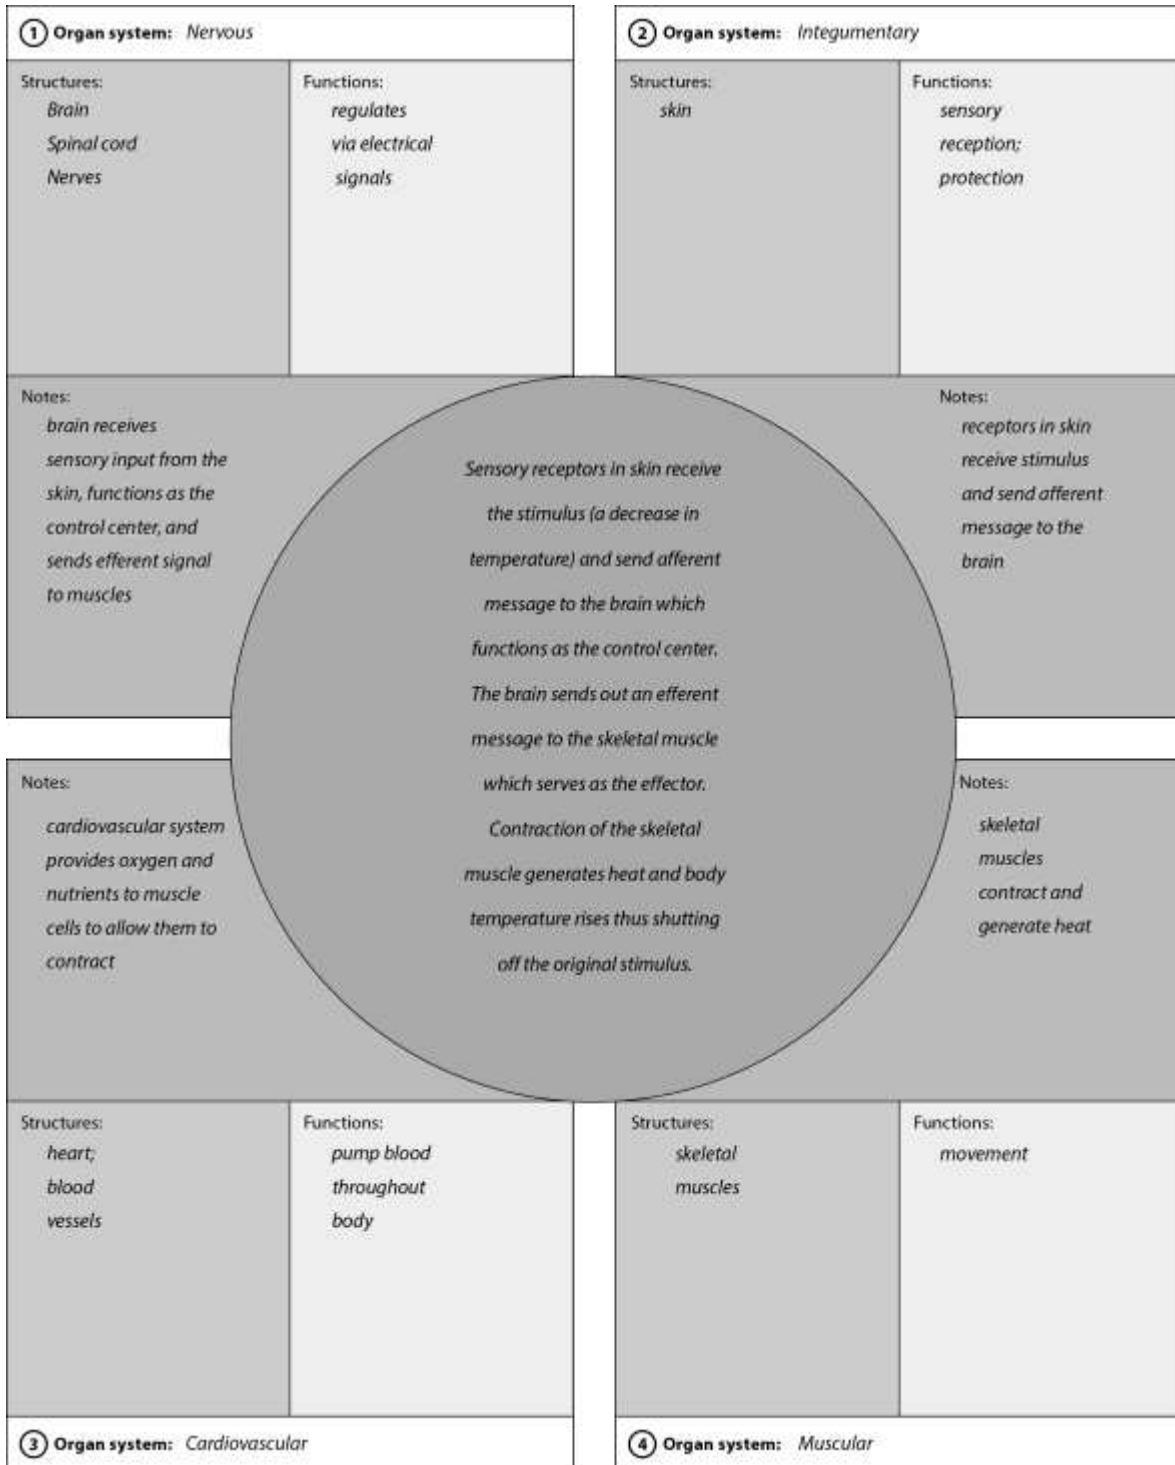 1 Organ system: Nervous
Structures:
Brain
Spinal cord
Nerves
Functions:
regulates
via electrical
signals
Notes:
brain receives
sensory input from the
skin, functions as the
control center, and
sends efferent signal
to muscles
2 Organ system: Integumentary
Structures:
skin
Functions:
sensory
reception;
protection
Notes:
receptors in skin
receive stimulus
and send afferent
message to the
brain
Sensory receptors in skin receive
the stimulus (a decrease in
temperature) and send afferent
message to the brain which
functions as the control center.
The brain sends out an efferent
message to the skeletal muscle
which serves as the effector.
Contraction of the skeletal
muscle generates heat and body
temperature rises thus shutting
off the original stimulus.
Notes:
cardiovascular system
provides oxygen and
nutrients to muscle
cells to allow them to
contract
Structures:
heart;
blood
vessels
Functions:
pump blood
throughout
body
3 Organ system: Cardiovascular
Notes:
skeletal
muscles
contract and
generate heat
Structures:
skeletal
muscles
Functions:
movement
4 Organ system: Muscular